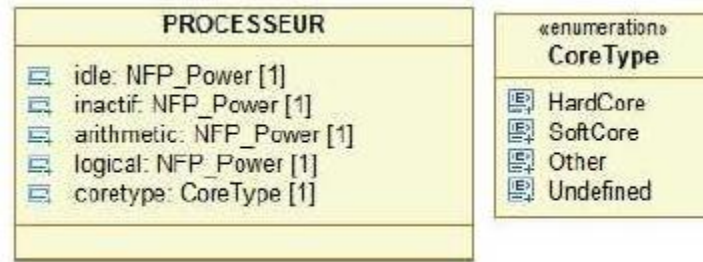 PROCESSEUR
idle: NFP_Power [1]
inactif: NFP_Power [1]
arithmetic: NFP_Power [1]
logical: NFP_Power [1]
coretype: CoreType [1]
«enumeration»
CoreType
HardCore
SoftCore
Other
Undefined